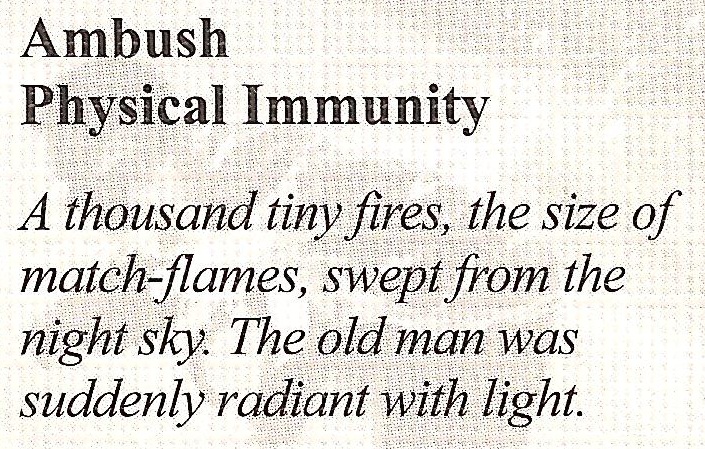 Ambush
Physical Immunity
A thousand tiny fires, the size of
match-flames, swept from the
night sky. The old man was
suddenly radiant with light.